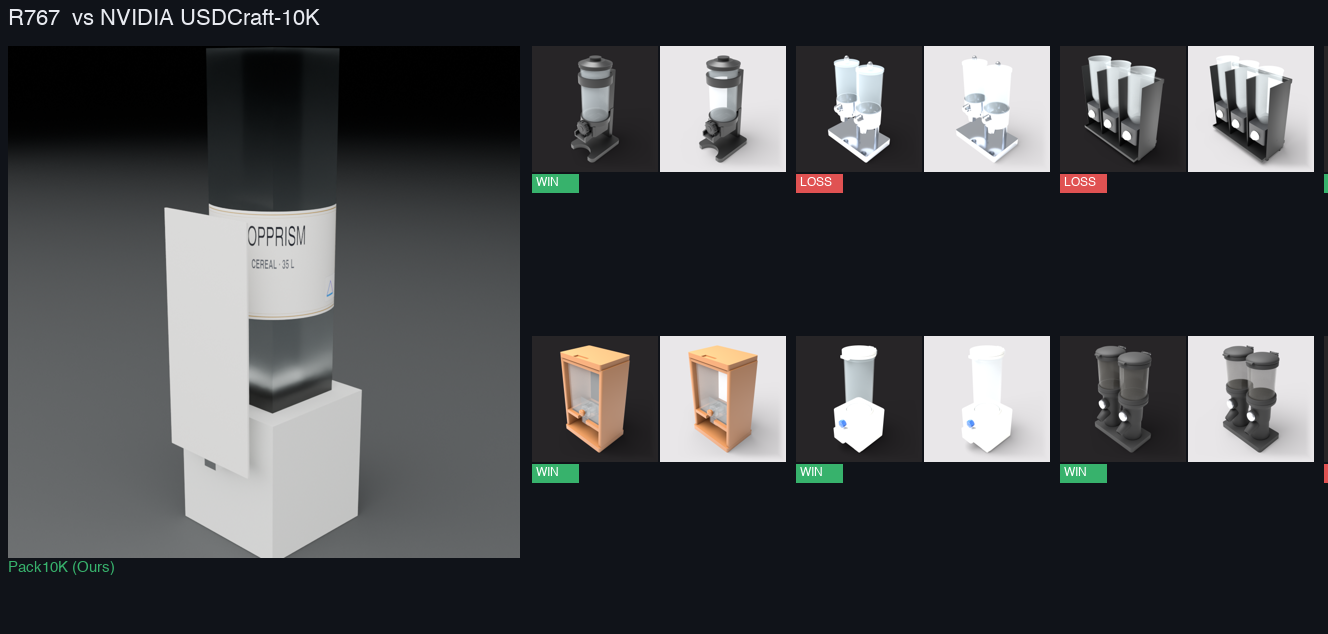 R767 vs NVIDIA USDCraft-10K
OPPRISM
CEREAL · 35 L
Pack10K (Ours)
WIN
LOSS
LOSS
WIN
WIN
WIN